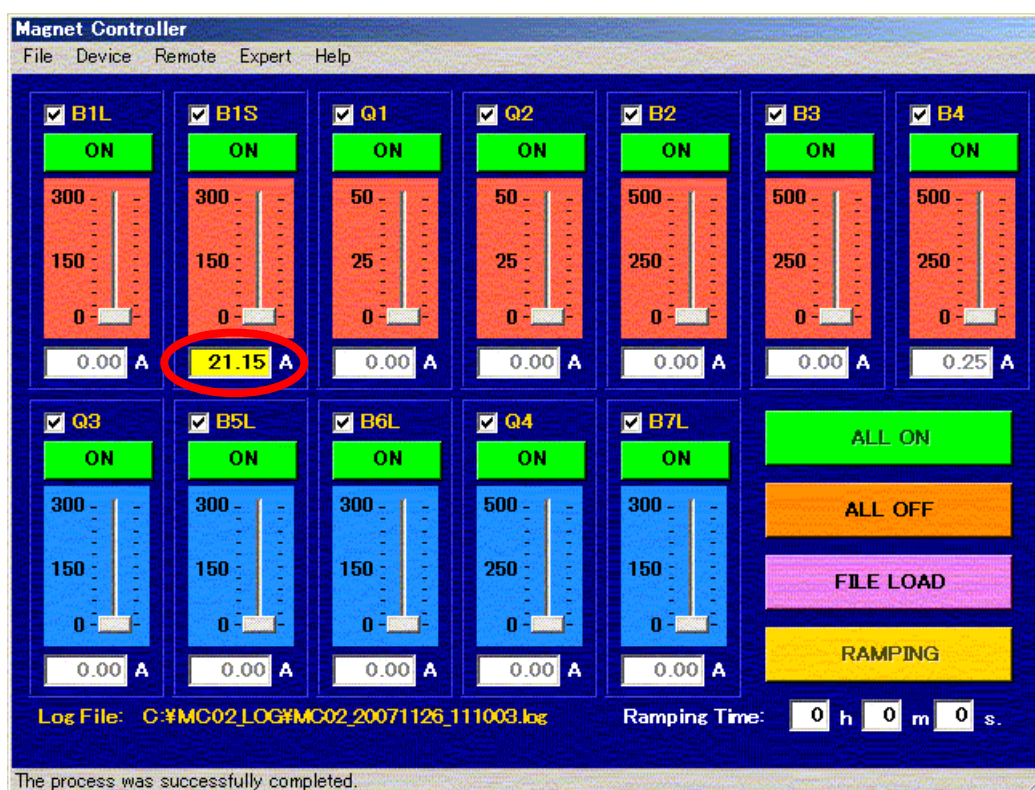 Magnet Controller
File Device Remote Expert Help
B1L B1S Q1 Q2 B2 B3 B4
ON ON ON ON ON ON ON
300 300 50 50 500 500 500
150 150 25 25 250 250 250
0 0 0 0 0 0 0
0.00 A 21.15 A 0.00 A 0.00 A 0.00 A 0.00 A 0.25 A
Q3 B5L B6L Q4 B7L
ALL ON
ON ON ON ON ON
300 300 300 500 300
ALL OFF
150 150 150 250 150
FILE LOAD
0 0 0 0 0
RAMPING
0.00 A 0.00 A 0.00 A 0.00 A 0.00 A
Log File: C:¥MC02_LOG¥MC02_20071126_111003.log Ramping Time: 0 h 0 m 0 s.
The process was successfully completed.